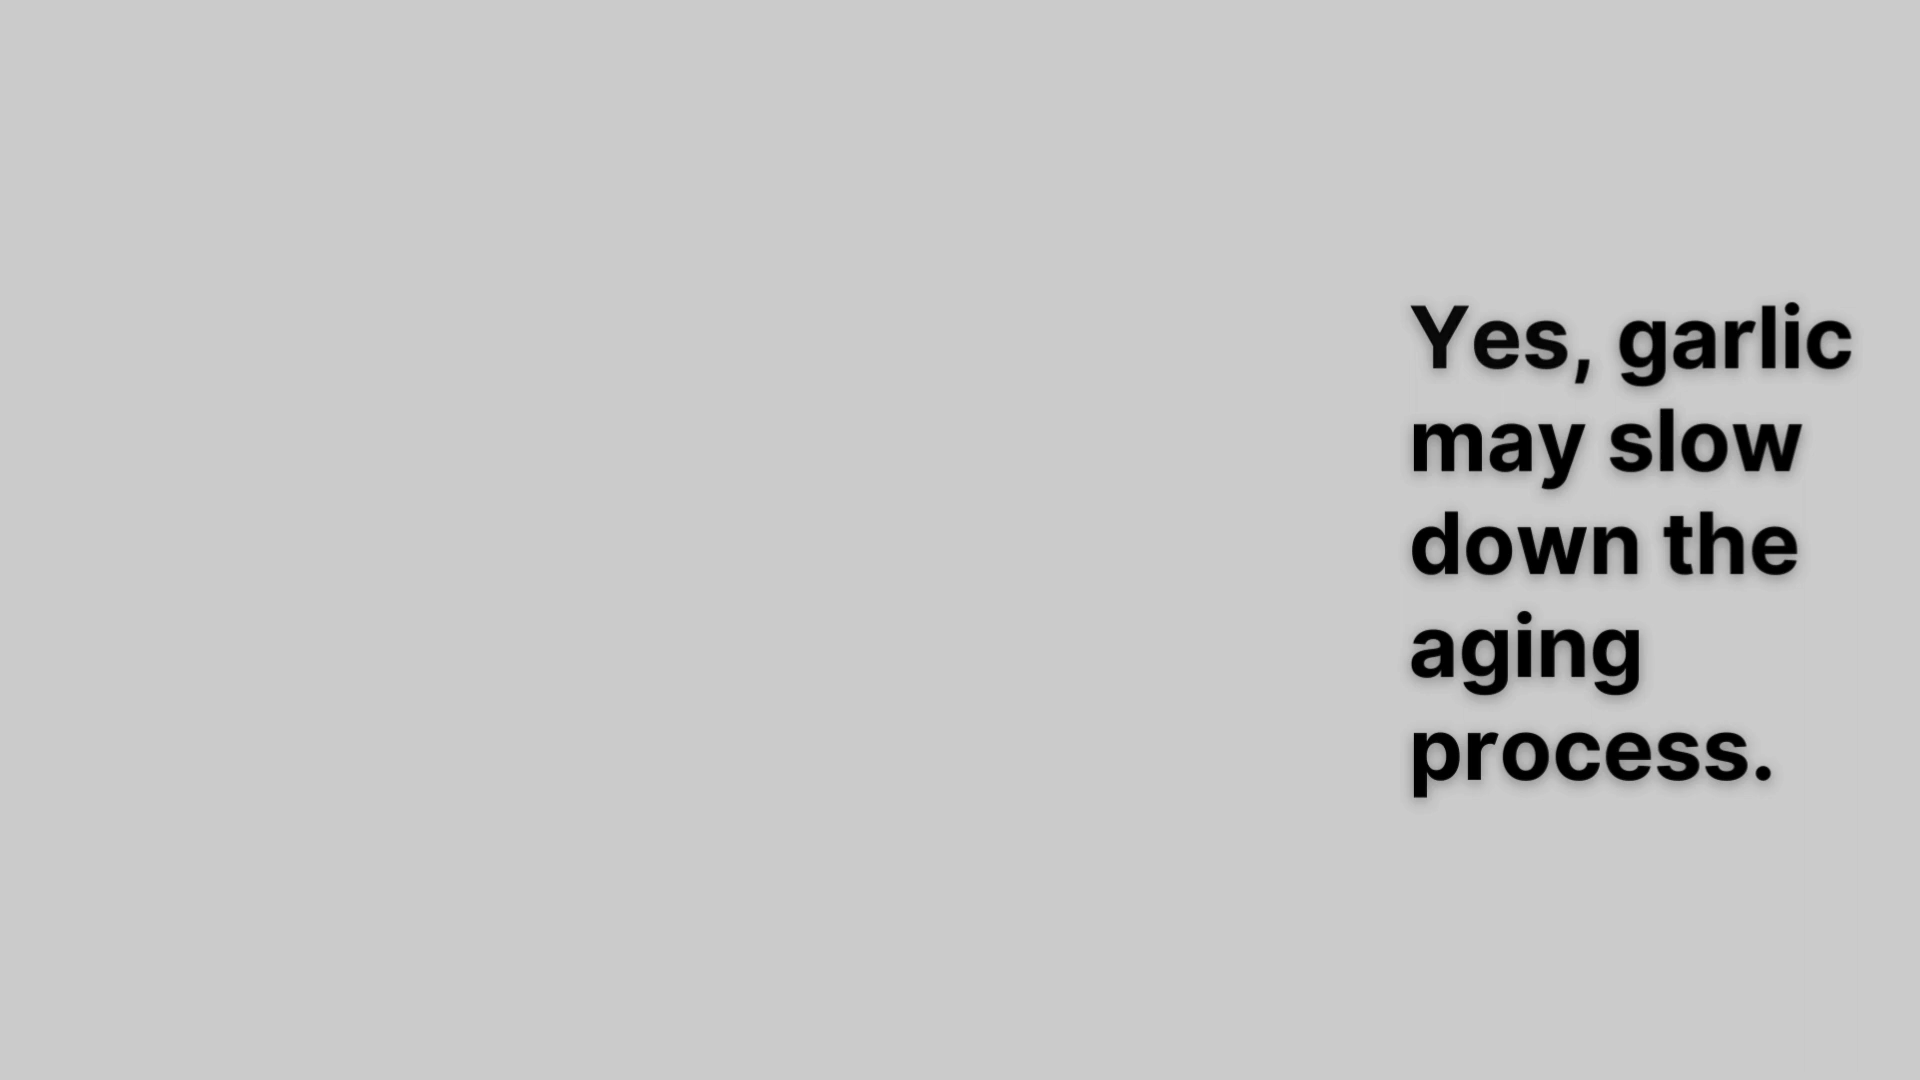 Yes, garlic
may slow
down the
aging
process.